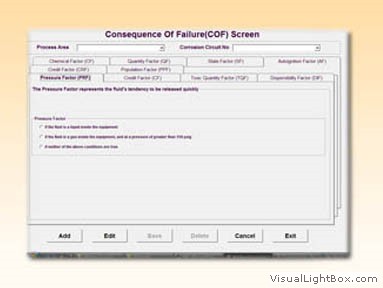 Consequence Of Failure(COF) Screen
Process Area
Corrosion Circuit No
Chemical Factor (CF)
Quantity Factor (QF)
State Factor (SF)
Autoignition Factor (AF)
Credit Factor (CRF)
Population Factor (PPF)
Pressure Factor (PRF)
Credit Factor (CF)
Toxic Quantity Factor (TQF)
Dispersibility Factor (DIF)
The Pressure Factor represents the fluid's tendency to be released quickly
Pressure Factor
If the fluid is a liquid inside the equipment
If the fluid is a gas inside the equipment, and at a pressure of greater than 150 psig
If neither of the above conditions are true
Add
Edit
Save
Delete
Cancel
Exit
VisualLightBox.com